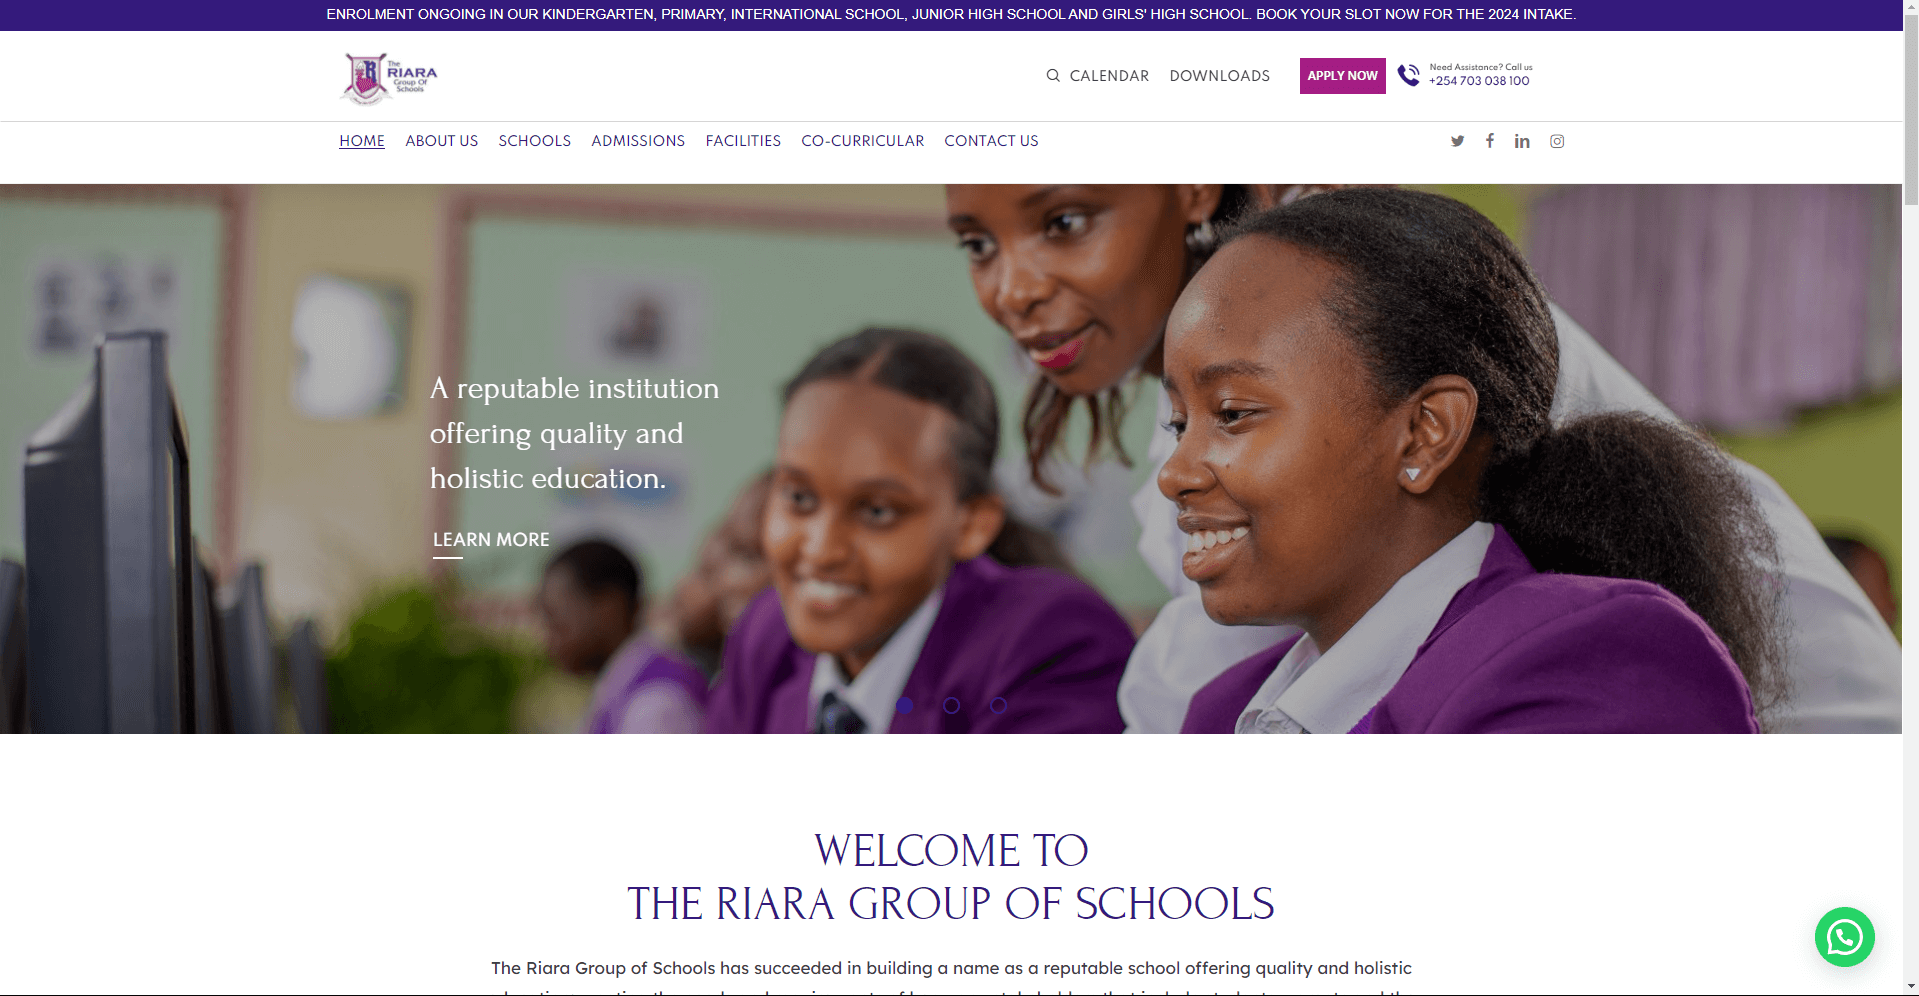 ENROLMENT ONGOING IN OUR KINDERGARTEN, PRIMARY, INTERNATIONAL SCHOOL, JUNIOR HIGH SCHOOL AND GIRLS' HIGH SCHOOL. BOOK YOUR SLOT NOW FOR THE 2024 INTAKE.
The
RIARA
Group Of
Schools
CALENDAR DOWNLOADS APPLY NOW
Need Assistance? Call us
+254 703 038 100
HOME ABOUT US SCHOOLS ADMISSIONS FACILITIES CO-CURRICULAR CONTACT US
A reputable institution
offering quality and
holistic education.
LEARN MORE
WELCOME TO
THE RIARA GROUP OF SCHOOLS
The Riara Group of Schools has succeeded in building a name as a reputable school offering quality and holistic